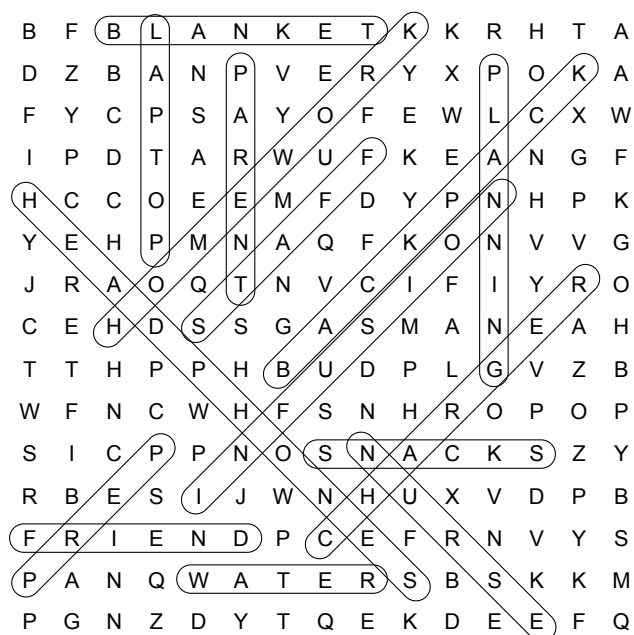 B F B L A N K E T K K R H T A
D Z B A N P V E R Y X P O K A
F Y C P S A Y O F E W L C X W
I P D T A R W U F K E A N G F
H C C O E E M F D Y P N H P K
Y E H P M N A Q F K O N V V G
J R A O Q T N V C I F I Y R O
C E H D S S G A S M A N E A H
T T H P P H B U D P L G V Z B
W F N C W H F S N H R O P O P
S I C P P N O S N A C K S Z Y
R B E S I J W N H U X V D P B
F R I E N D P C E F R N V Y S
P A N Q W A T E R S B S K K M
P G N Z D Y T Q E K D E E F Q